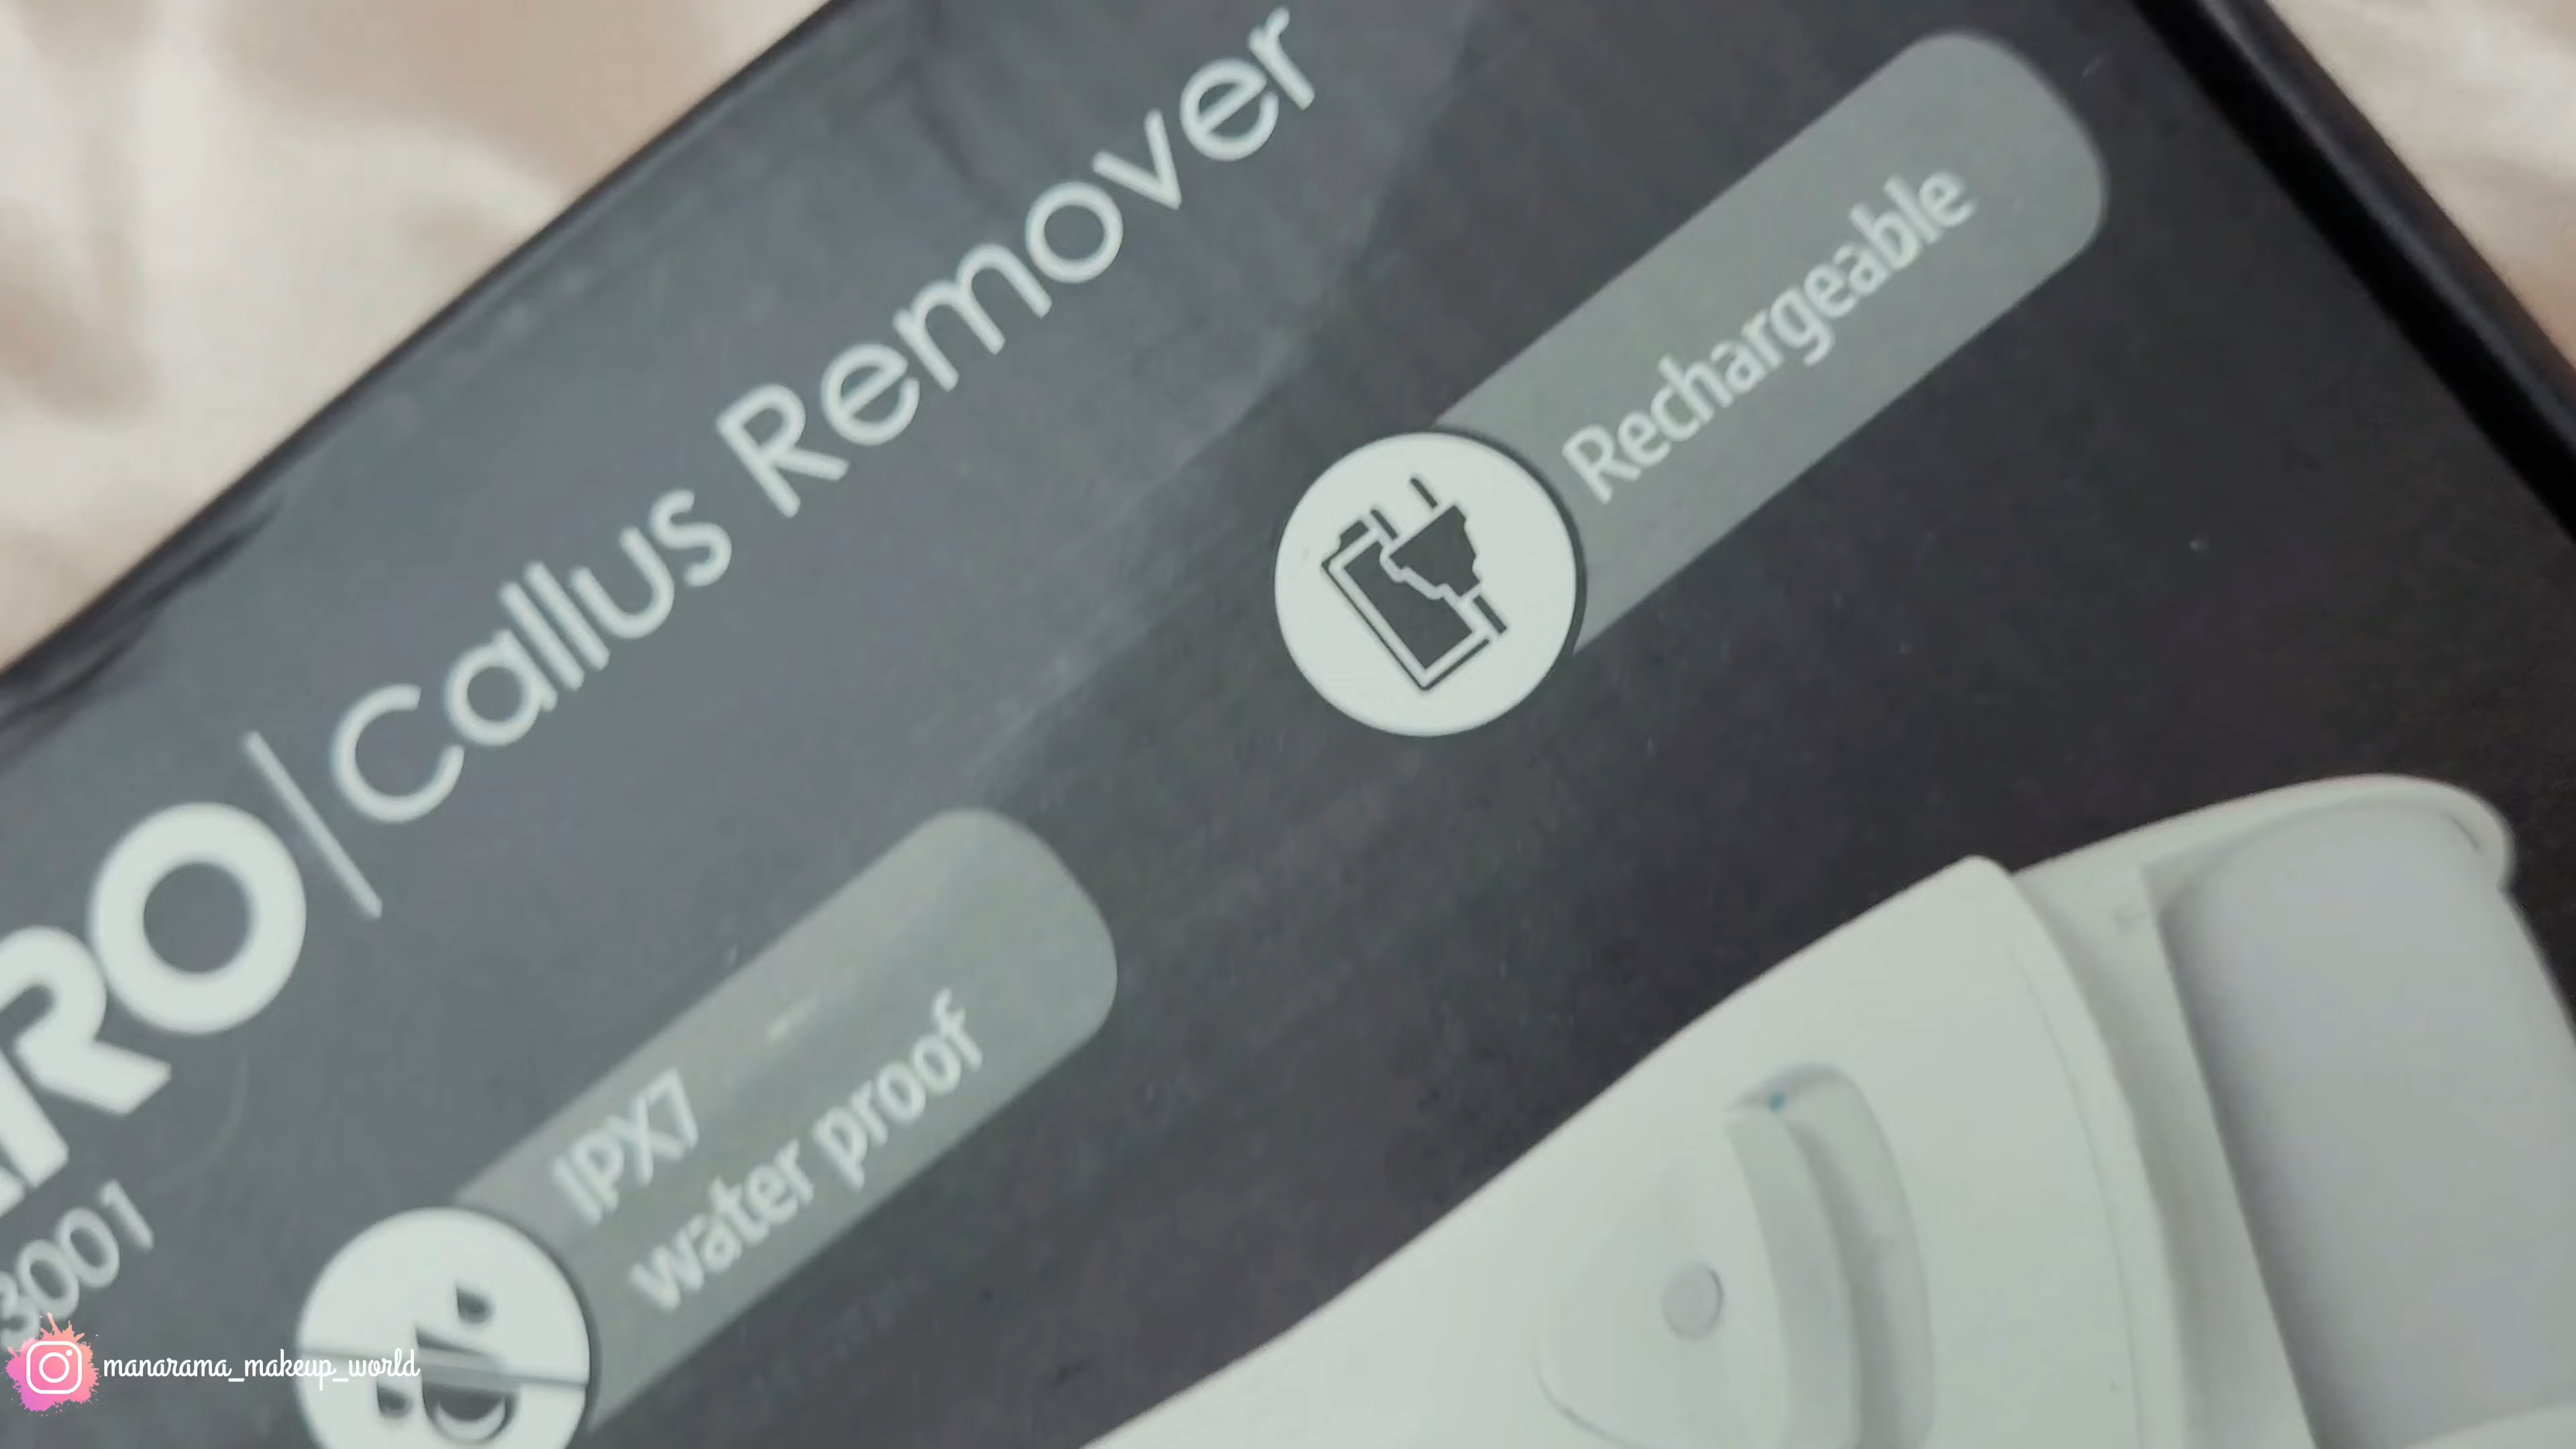 RO | Callus Remover
3001
Rechargeable
IPX7
water proof
manarama_makeup_world